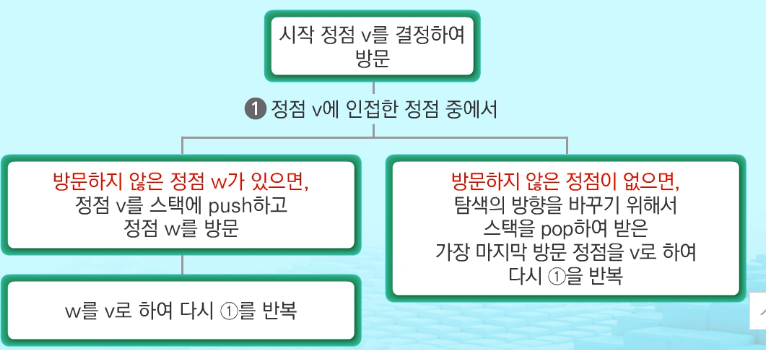 시작 정점 v를 결정하여
방문
1 정점 v에 인접한 정점 중에서
방문하지 않은 정점 w가 있으면,
정점 v를 스택에 push하고
정점 w를 방문
w를 v로 하여 다시 ①를 반복
방문하지 않은 정점이 없으면,
탐색의 방향을 바꾸기 위해서
스택을 pop하여 받은
가장 마지막 방문 정점을 v로 하여
다시 ①을 반복